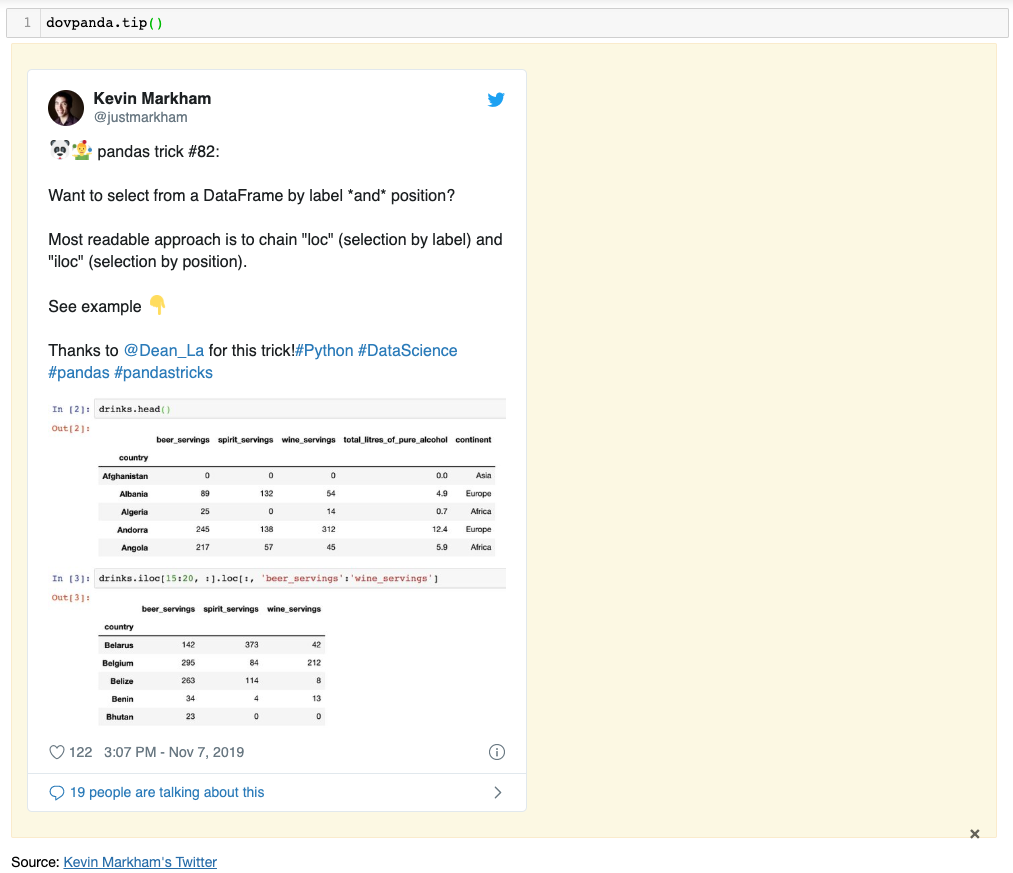 1 dovpanda.tip()
Kevin Markham
@justmarkham
🐼🤹‍♂️ pandas trick #82:
Want to select from a DataFrame by label *and* position?
Most readable approach is to chain "loc" (selection by label) and
"iloc" (selection by position).
See example 👇
Thanks to @Dean_La for this trick!#Python #DataScience
#pandas #pandastricks
In [2]: drinks.head()
Out[2]:
beer_servings spirit_servings wine_servings total_litres_of_pure_alcohol continent
country
Afghanistan 0 0 0 0.0 Asia
Albania 89 132 54 4.9 Europe
Algeria 25 0 14 0.7 Africa
Andorra 245 138 312 12.4 Europe
Angola 217 57 45 5.9 Africa
In [3]: drinks.iloc[15:20, :].loc[:, 'beer_servings':'wine_servings']
Out[3]:
beer_servings spirit_servings wine_servings
country
Belarus 142 373 42
Belgium 295 84 212
Belize 263 114 8
Benin 34 4 13
Bhutan 23 0 0
122 3:07 PM - Nov 7, 2019
19 people are talking about this
Source: Kevin Markham's Twitter